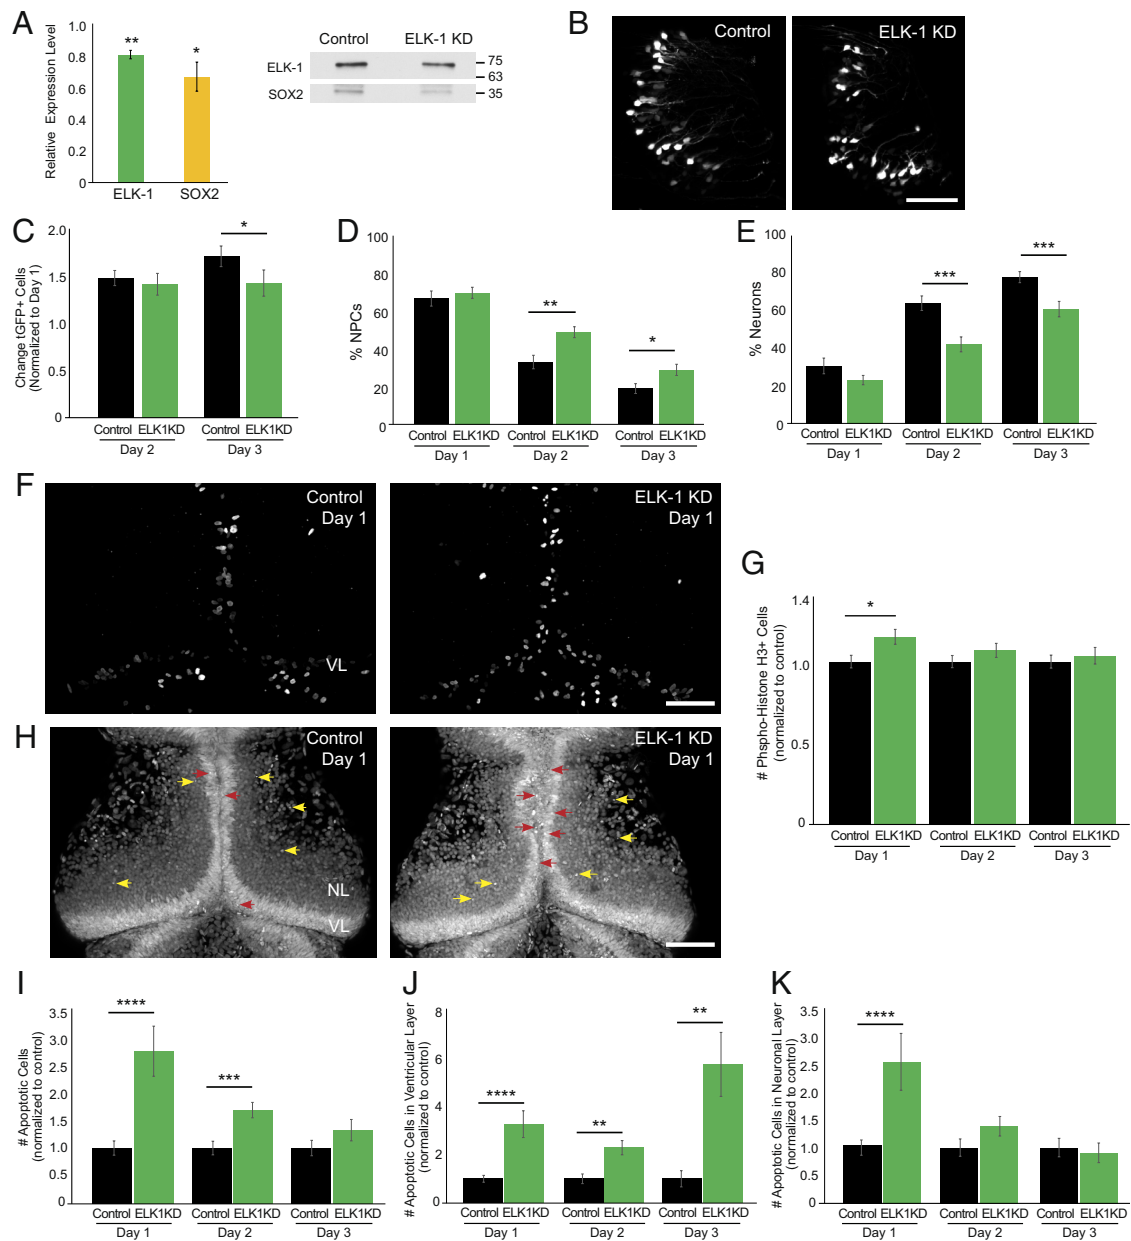 A
Relative Expression Level
1.0
0.8
0.6
0.4
0.2
0
**
*
ELK-1
SOX2
Control
ELK-1 KD
ELK-1
SOX2
75
63
35
B
Control
ELK-1 KD
C
Change tGFP+ Cells
(Normalized to Day 1)
2.0
1.5
1.0
0.5
0
*
Control ELK1KD
Control ELK1KD
Day 2
Day 3
D
% NPCs
100
80
60
40
20
0
**
*
Control ELK1KD
Control ELK1KD
Control ELK1KD
Day 1
Day 2
Day 3
E
% Neurons
100
80
60
40
20
0
***
***
Control ELK1KD
Control ELK1KD
Control ELK1KD
Day 1
Day 2
Day 3
F
Control
Day 1
VL
ELK-1 KD
Day 1
G
# Phspho-Histone H3+ Cells
(normalized to control)
1.4
1.0
0.5
0
*
Control ELK1KD
Control ELK1KD
Control ELK1KD
Day 1
Day 2
Day 3
H
Control
Day 1
NL
VL
ELK-1 KD
Day 1
I
# Apoptotic Cells
(normalized to control)
3.5
3.0
2.5
2.0
1.5
1.0
0.5
0
****
***
Control ELK1KD
Control ELK1KD
Control ELK1KD
Day 1
Day 2
Day 3
J
# Apoptotic Cells in Ventricular Layer
(normalized to control)
8
6
4
2
0
****
**
**
Control ELK1KD
Control ELK1KD
Control ELK1KD
Day 1
Day 2
Day 3
K
# Apoptotic Cells in Neuronal Layer
(normalized to control)
3.5
3.0
2.5
2.0
1.5
1.0
0.5
0
****
Control ELK1KD
Control ELK1KD
Control ELK1KD
Day 1
Day 2
Day 3